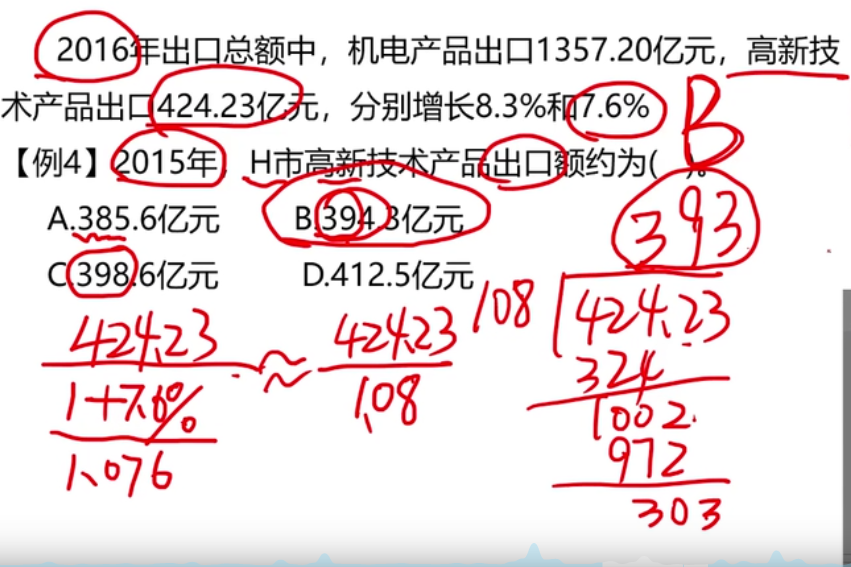 2016年出口总额中，机电产品出口1357.20亿元，高新技
术产品出口424.23亿元，分别增长8.3%和7.6%
B
【例4】2015年，H市高新技术产品出口额约为( )。
A.385.6亿元 B.394.3亿元
393
C.398.6亿元 D.412.5亿元
424.23 ≈ 424.23
1+7.6% 1.08
1.076
108 424.23
324
1002
972
303